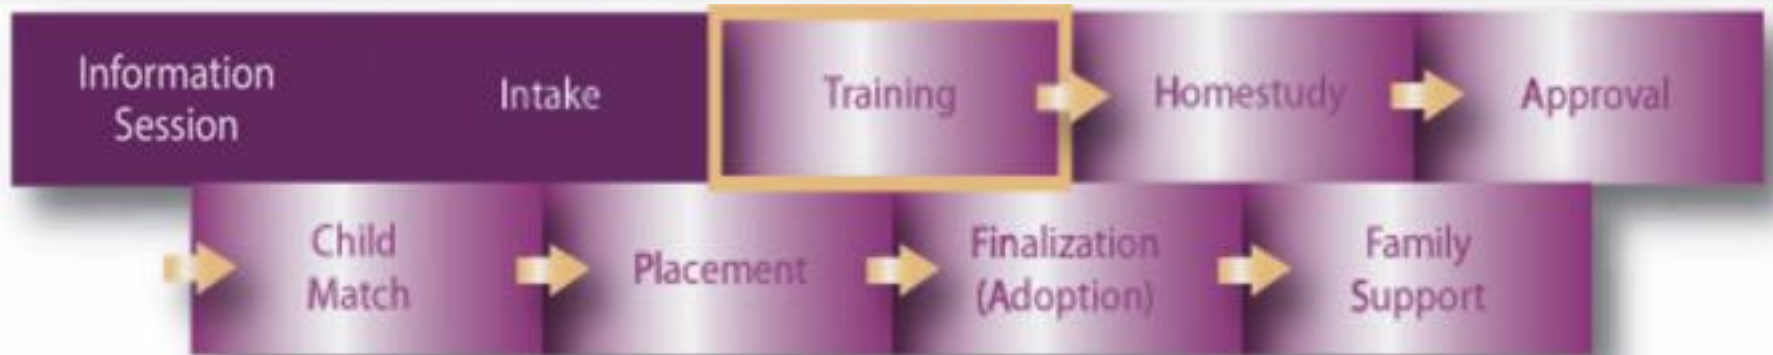 Information
Session
Intake
Training
Homestudy
Approval
Child
Match
Placement
Finalization
(Adoption)
Family
Support